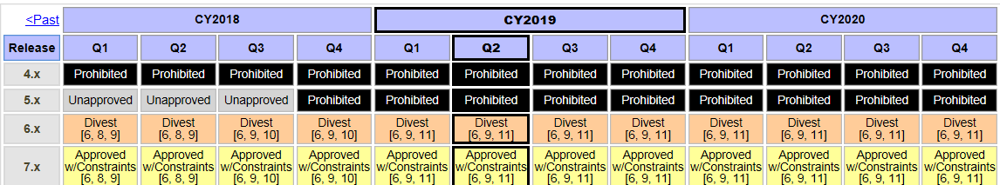 <Past CY2018 CY2019 CY2020
Release Q1 Q2 Q3 Q4 Q1 Q2 Q3 Q4 Q1 Q2 Q3 Q4
4.x Prohibited Prohibited Prohibited Prohibited Prohibited Prohibited Prohibited Prohibited Prohibited Prohibited Prohibited Prohibited
5.x Unapproved Unapproved Unapproved Prohibited Prohibited Prohibited Prohibited Prohibited Prohibited Prohibited Prohibited Prohibited
6.x Divest Divest Divest Divest Divest Divest Divest Divest Divest Divest Divest Divest
[6, 8, 9] [6, 8, 9] [6, 9, 10] [6, 9, 10] [6, 9, 11] [6, 9, 11] [6, 9, 11] [6, 9, 11] [6, 9, 11] [6, 9, 11] [6, 9, 11] [6, 9, 11]
Approved Approved Approved Approved Approved Approved Approved Approved Approved Approved Approved Approved
7.x w/Constraints w/Constraints w/Constraints w/Constraints w/Constraints w/Constraints w/Constraints w/Constraints w/Constraints w/Constraints w/Constraints w/Constraints
[6, 8, 9] [6, 8, 9] [6, 9, 10] [6, 9, 10] [6, 9, 11] [6, 9, 11] [6, 9, 11] [6, 9, 11] [6, 9, 11] [6, 9, 11] [6, 9, 11] [6, 9, 11]